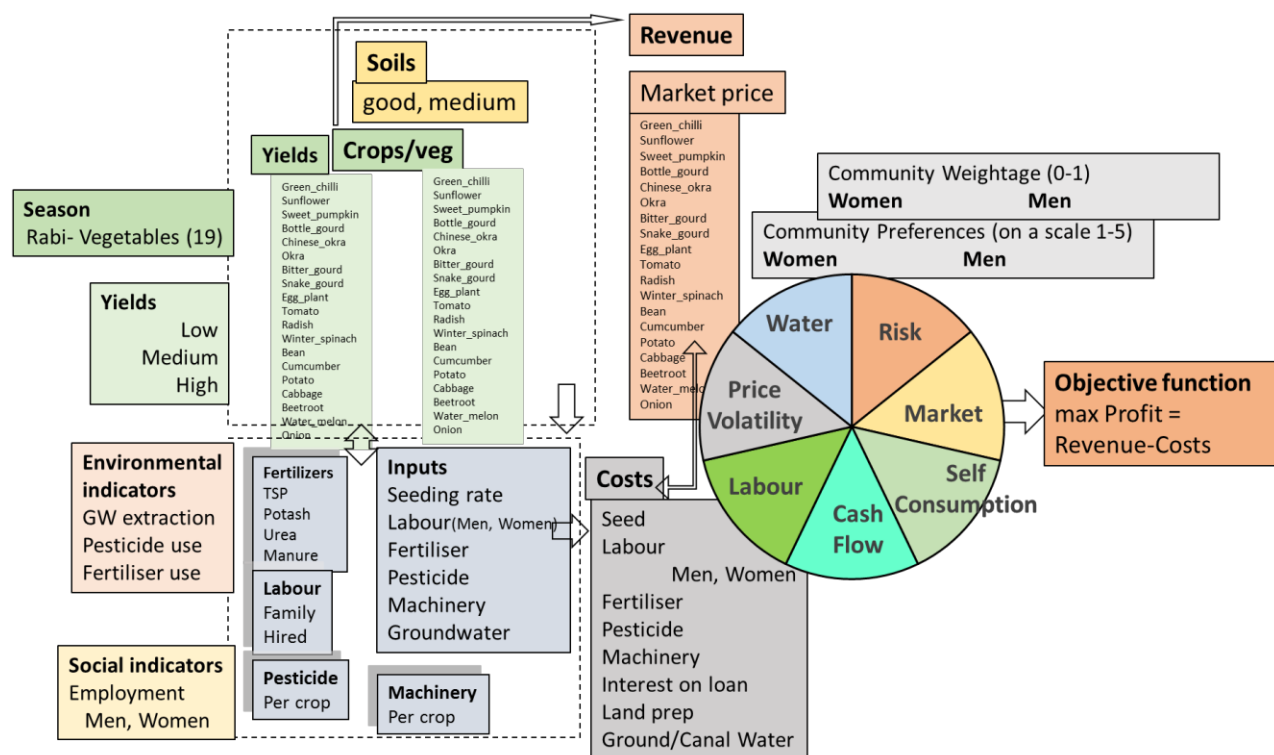 Revenue
Soils
good, medium
Market price
Green_chilli
Sunflower
Sweet_pumpkin
Bottle_gourd
Chinese_okra
Okra
Bitter_gourd
Snake_gourd
Egg_plant
Tomato
Radish
Winter_spinach
Bean
Cumcumber
Potato
Cabbage
Beetroot
Water_melon
Onion
Yields
Green_chilli
Sunflower
Sweet_pumpkin
Bottle_gourd
Chinese_okra
Okra
Bitter_gourd
Snake_gourd
Egg_plant
Tomato
Radish
Winter_spinach
Bean
Cumcumber
Potato
Cabbage
Beetroot
Water_melon
Onion
Crops/veg
Green_chilli
Sunflower
Sweet_pumpkin
Bottle_gourd
Chinese_okra
Okra
Bitter_gourd
Snake_gourd
Egg_plant
Tomato
Radish
Winter_spinach
Bean
Cumcumber
Potato
Cabbage
Beetroot
Water_melon
Onion
Season
Rabi- Vegetables (19)
Yields
Low
Medium
High
Community Weightage (0-1)
Women Men
Community Preferences (on a scale 1-5)
Women Men
Water
Risk
Price
Volatility
Market
Labour
Self
Consumption
Cash
Flow
Objective function
max Profit =
Revenue-Costs
Environmental
indicators
GW extraction
Pesticide use
Fertiliser use
Fertilizers
TSP
Potash
Urea
Manure
Labour
Family
Hired
Inputs
Seeding rate
Labour(Men, Women)
Fertiliser
Pesticide
Machinery
Groundwater
Costs
Seed
Labour
Men, Women
Fertiliser
Pesticide
Machinery
Interest on loan
Land prep
Ground/Canal Water
Social indicators
Employment
Men, Women
Pesticide
Per crop
Machinery
Per crop